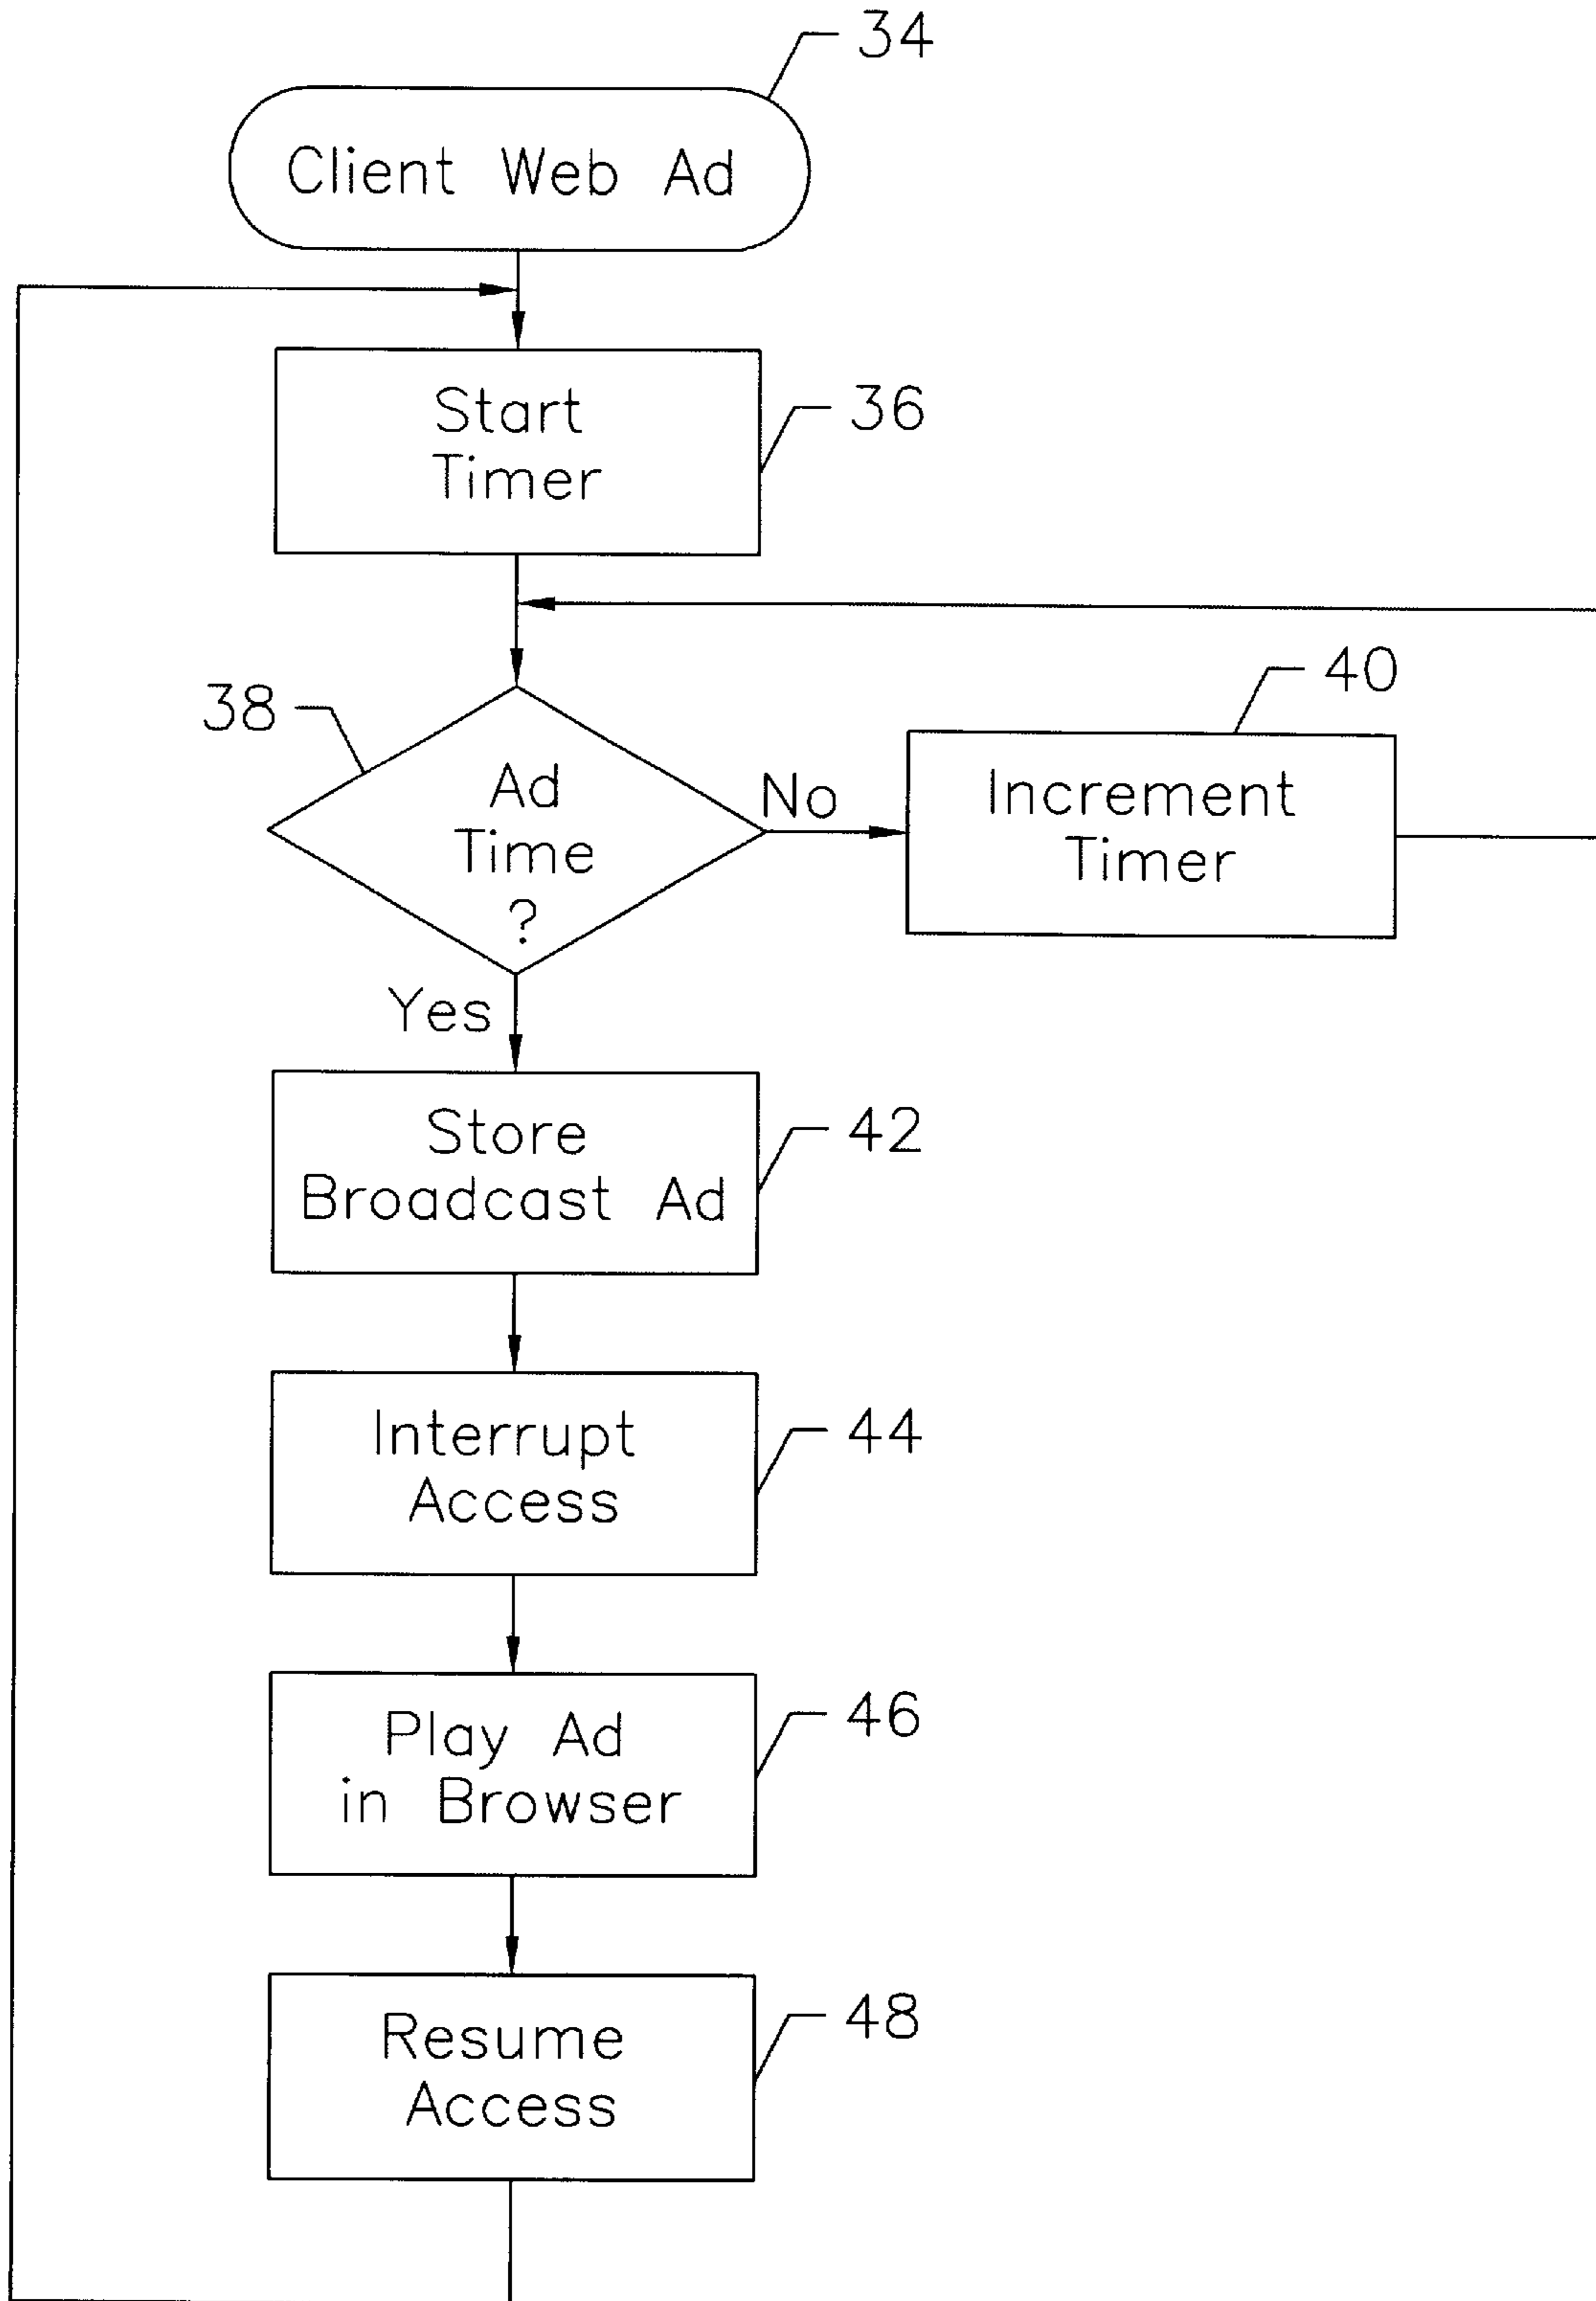 34
Client Web Ad
Start
Timer
36
38
Ad
Time
?
No
40
Increment
Timer
Yes
Store
Broadcast Ad
42
Interrupt
Access
44
Play Ad
in Browser
46
Resume
Access
48